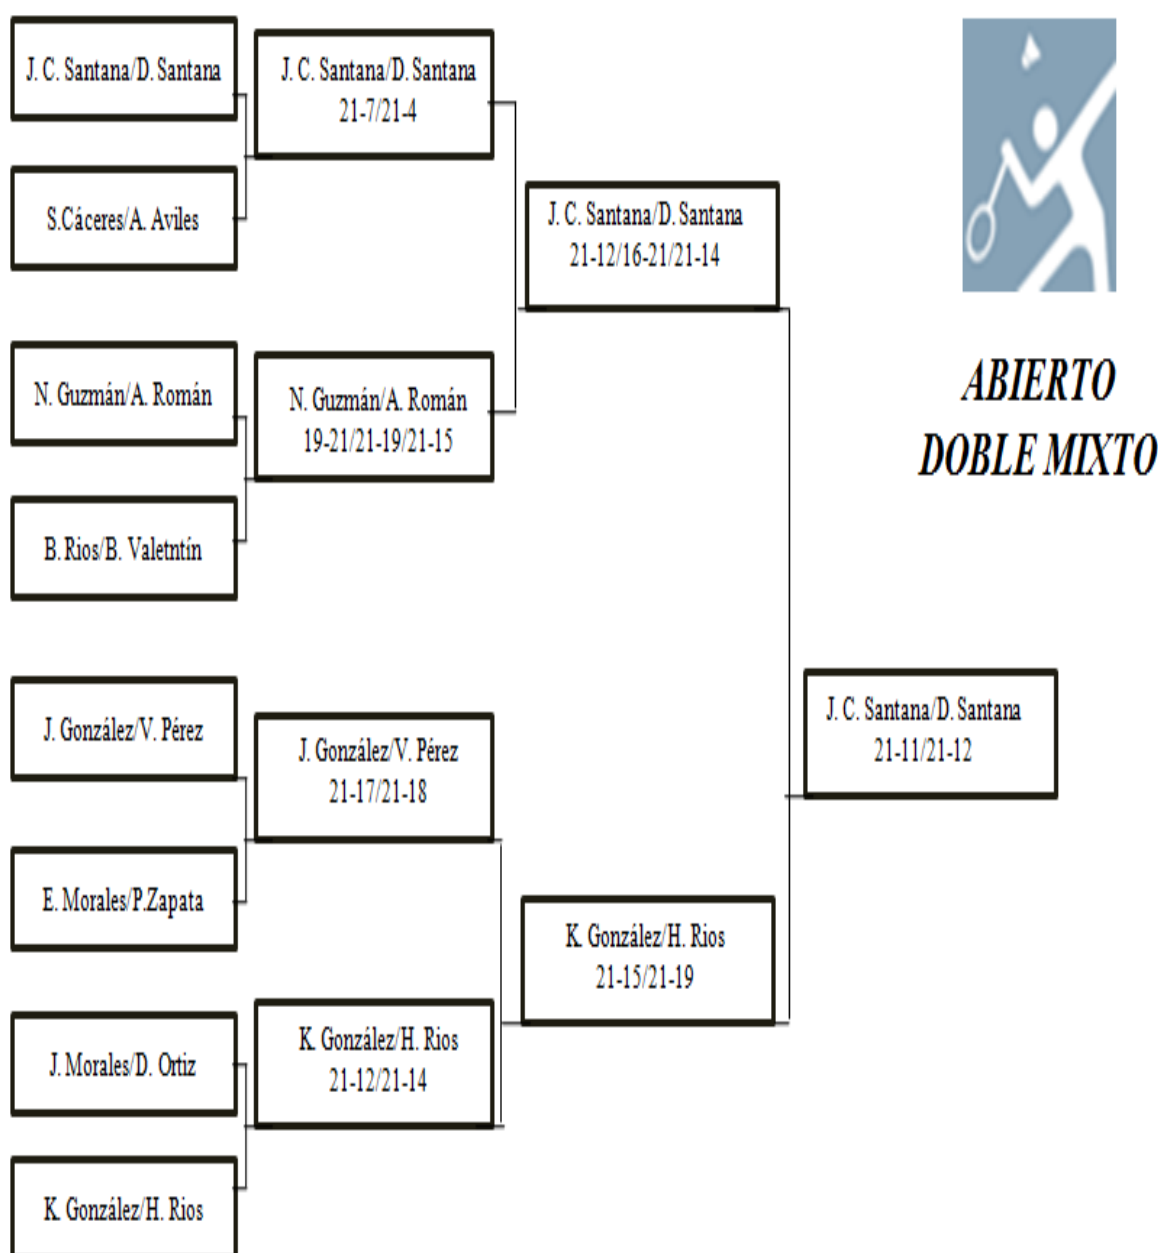 J. C. Santana/D. Santana
S.Cáceres/A. Aviles
N. Guzmán/A. Román
B. Rios/B. Valetntín
J. González/V. Pérez
E. Morales/P.Zapata
J. Morales/D. Ortiz
K. González/H. Rios
J. C. Santana/D. Santana
21-7/21-4
N. Guzmán/A. Román
19-21/21-19/21-15
J. González/V. Pérez
21-17/21-18
K. González/H. Rios
21-12/21-14
J. C. Santana/D. Santana
21-12/16-21/21-14
K. González/H. Rios
21-15/21-19
J. C. Santana/D. Santana
21-11/21-12
ABIERTO
DOBLE MIXTO